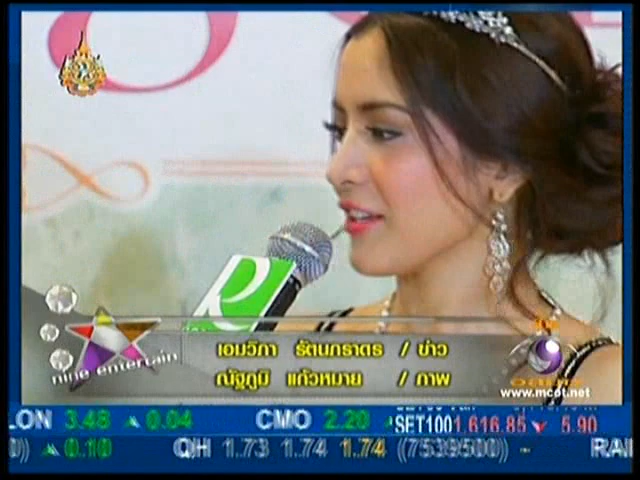 เอมวิภา รัตนภราดร / ข่าว
ณัฐภูมิ แก้วหมาย / ภาพ
nine entertain
www.mcot.net
LON 3.48 ▲ 0.04 CMO 2.20
SET100 1,616.85 5.90
0) ▲ 0.10 QH 1.73 1.74 1.74 ((7539500)) - RAI